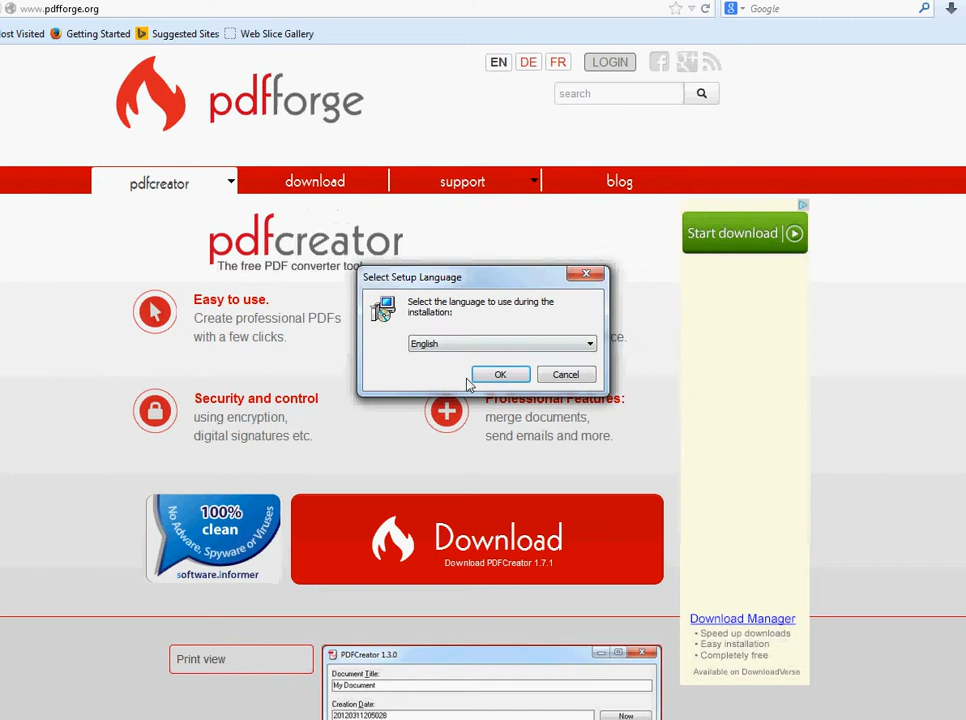 www.pdfforge.org
Google
ost Visited Getting Started Suggested Sites Web Slice Gallery
EN DE FR LOGIN
pdfforge
search
pdfcreator download support blog
pdfcreator
The free PDF converter too
Start download
Select Setup Language
Select the language to use during the
installation:
English
OK Cancel
Easy to use.
Create professional PDFs
with a few clicks.
ce.
Security and control
using encryption,
digital signatures etc.
Professional Features:
merge documents,
send emails and more.
100%
clean
No Adware, Spyware or Viruses
software.informer
Download
Download PDFCreator 1.7.1
Download Manager
• Speed up downloads
• Easy installation
• Completely free
Available on DownloadVerse
Print view
PDFCreator 1.3.0
Document Title:
My Document
Creation Date:
20120311205028 Now